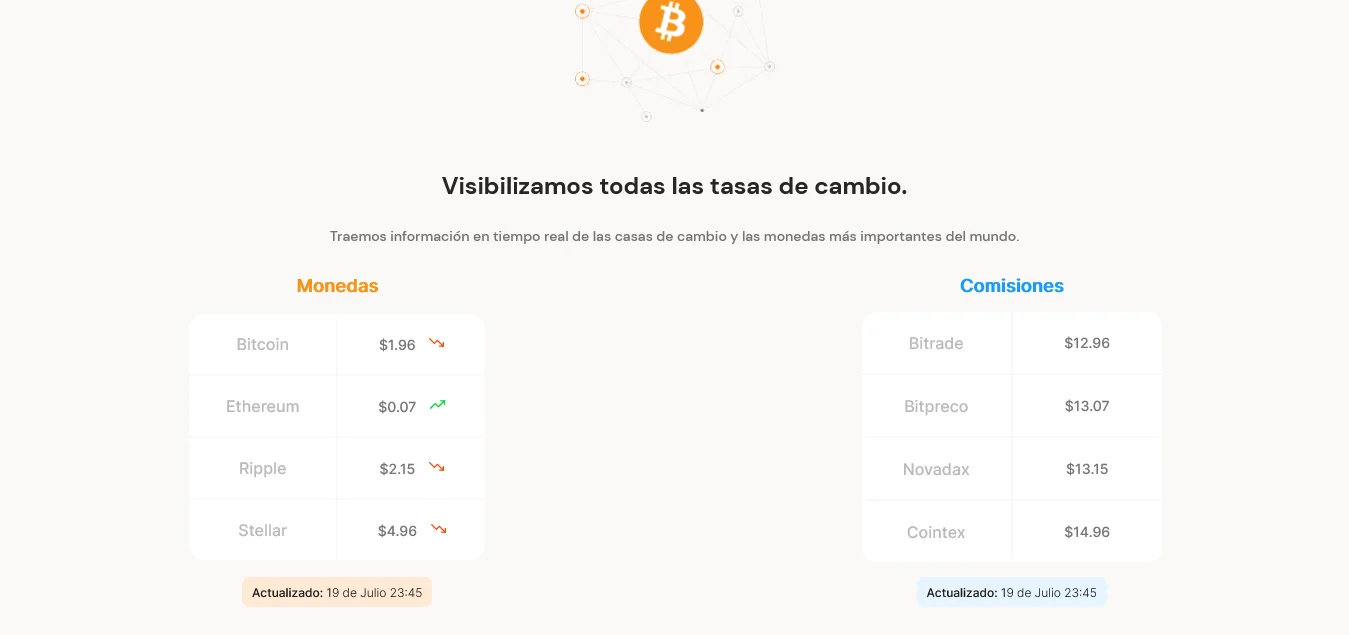 Visibilizamos todas las tasas de cambio.
Traemos información en tiempo real de las casas de cambio y las monedas más importantes del mundo.
Monedas
Bitcoin $1.96
Ethereum $0.07
Ripple $2.15
Stellar $4.96
Actualizado: 19 de Julio 23:45
Comisiones
Bitrade $12.96
Bitpreco $13.07
Novadax $13.15
Cointex $14.96
Actualizado: 19 de Julio 23:45